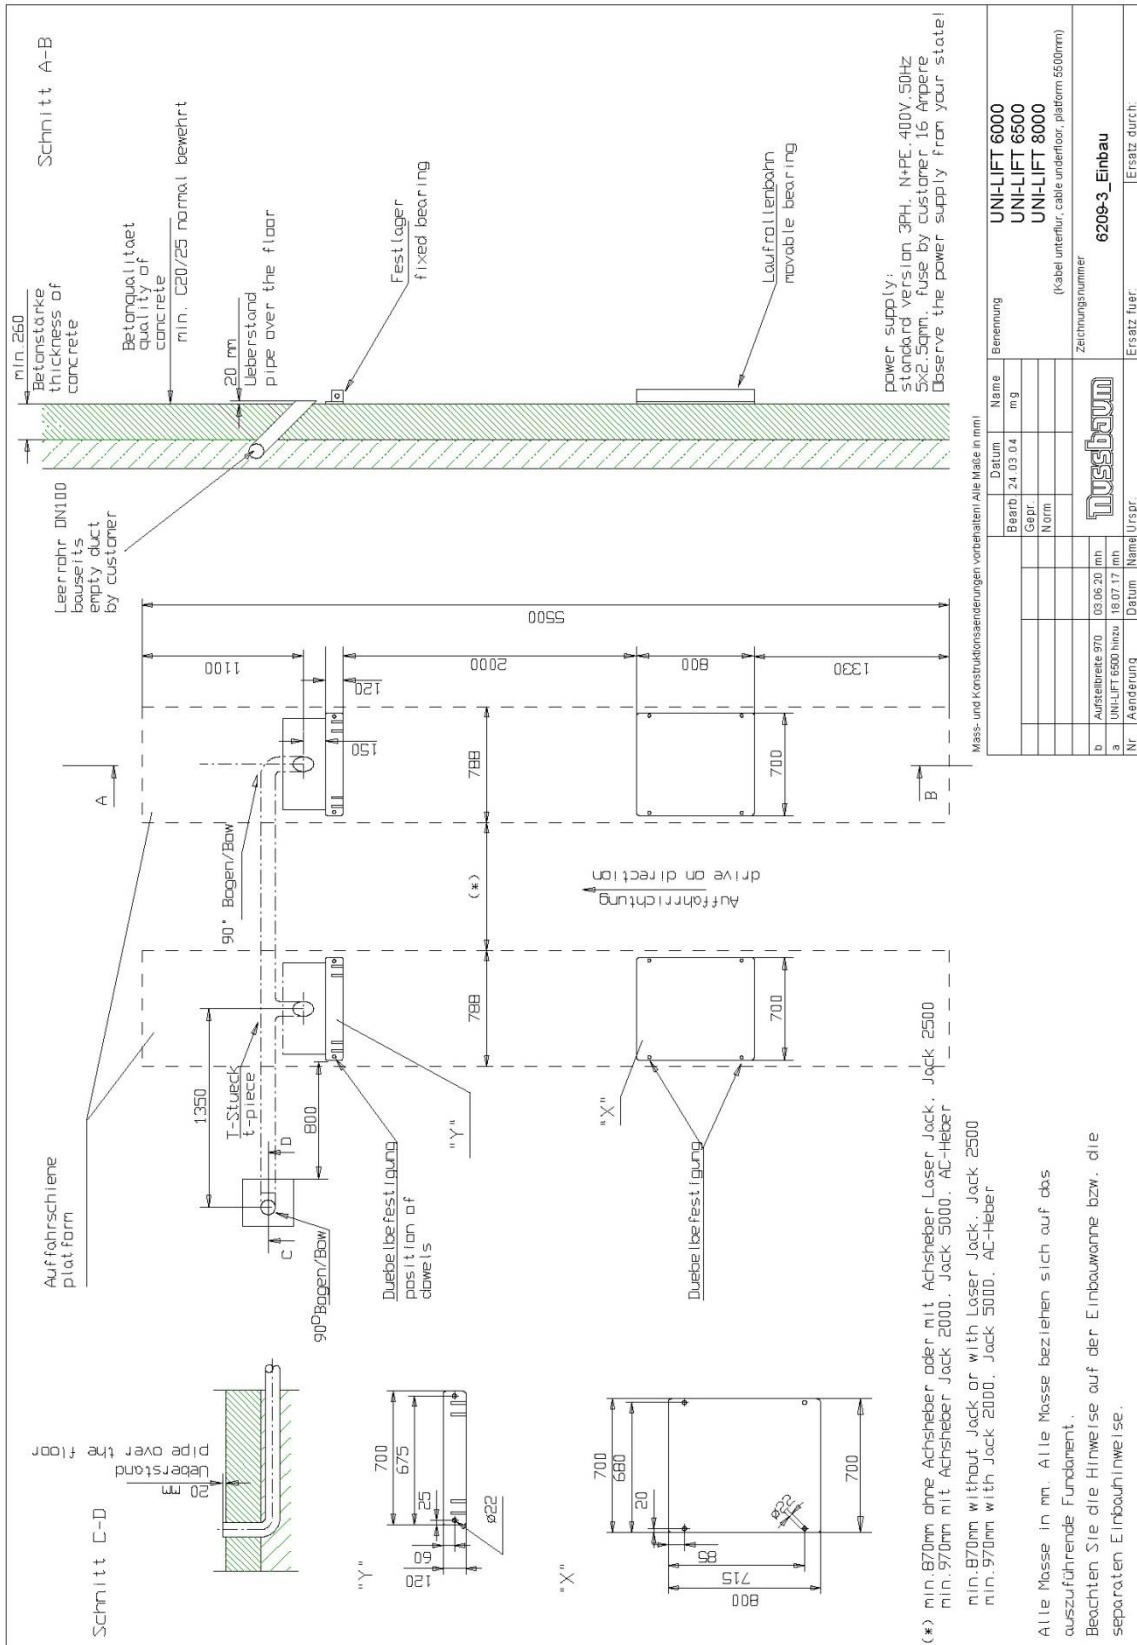 Schnitt C-D
20
mm
Ueberstand
pipe over the floor
Auffahrschiene
platform
90° Bogen/Bow
T-Stueck
t-piece
90°Bogen/Bow
C
D
1350
800
A
B
1100
120
150
5500
2000
800
1330
788
(*)
788
700
700
Auffahrrichtung
drive on direction
Duebelbefestigung
position of
dowels
"Y"
"X"
Duebelbefestigung
"Y"
700
675
25
60
120
ø22
"X"
700
680
20
85
715
800
ø22
700
Schnitt A-B
min.260
Betonstärke
thickness of
concrete
Betonqualitaet
quality of
concrete
min. C20/25 normal bewehrt
20 mm
Ueberstand
pipe over the floor
Leerrohr DN100
bauseits
empty duct
by customer
Festlager
fixed bearing
Laufrollenbahn
movable bearing
power supply:
standard version 3PH, N+PE, 400V, 50Hz
5x2.5qmm, fuse by customer 16 Ampere
Observe the power supply from your state!
(*) min.870mm ohne Achsheber oder mit Achsheber Laser Jack, Jack 2500
min.970mm mit Achsheber Jack 2000, Jack 5000, AC-Heber
min.870mm without Jack or with Laser Jack, Jack 2500
min.970mm with Jack 2000, Jack 5000, AC-Heber
Alle Masse in mm. Alle Masse beziehen sich auf das
auszuführende Fundament.
Beachten Sie die Hinweise auf der Einbauwanne bzw. die
separaten Einbauhinweise.
Mass- und Konstruktionsaenderungen vorbehalten! Alle Maße in mm!
Datum Name
Bearb. 24.03.04 mg
Gepr.
Norm
Benennung
UNI-LIFT 6000
UNI-LIFT 6500
UNI-LIFT 8000
(Kabel unterflur, cable underfloor, platform 5500mm)
Nussbaum
Zeichnungsnummer
6209-3_Einbau
b Aufstellbreite 970 03.06.20 mh
a UNI-LIFT 6500 hinzu 18.07.17 mh
Nr Aenderung Datum Name Urspr. Ersatz fuer: Ersatz durch: